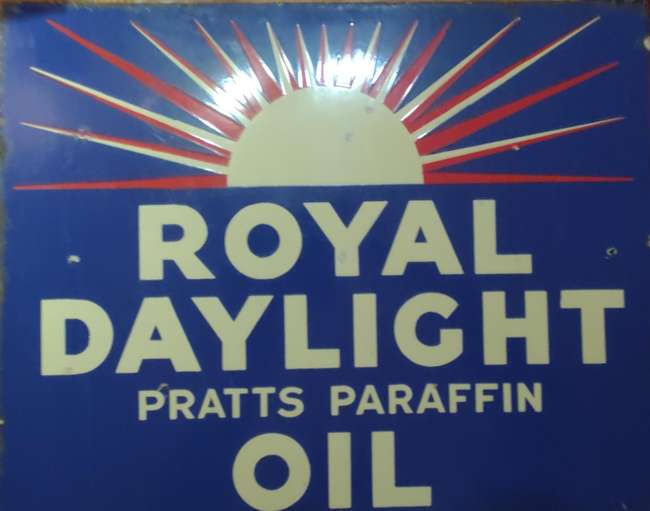 ROYAL
DAYLIGHT
PRATTS PARAFFIN
OIL